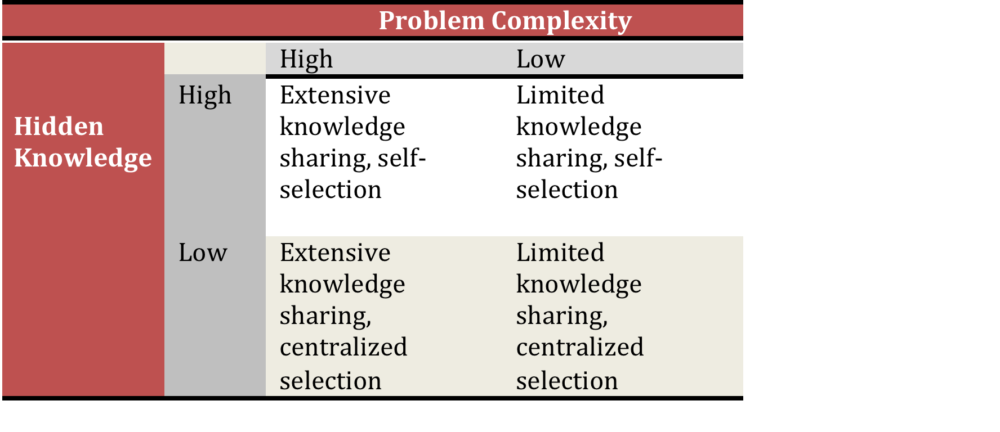 Problem Complexity
High Low
High Extensive Limited
knowledge knowledge
Hidden
Knowledge
sharing, self- sharing, self-
selection selection
Low Extensive Limited
knowledge knowledge
sharing, sharing,
centralized centralized
selection selection